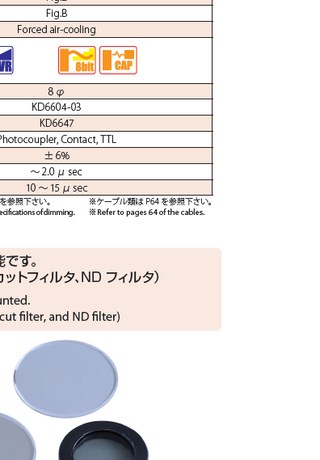 Fig.B
Forced air-cooling
VR
8bit
CAP
8 φ
KD6604-03
KD6647
Photocoupler, Contact, TTL
± 6%
～ 2.0 μ sec
10 ～ 15 μ sec
を参照下さい。 ※ケーブル類は P64 を参照下さい。
ecifications of dimming. ※ Refer to pages 64 of the cables.
能です。
カットフィルタ、ND フィルタ）
unted.
cut filter, and ND filter)